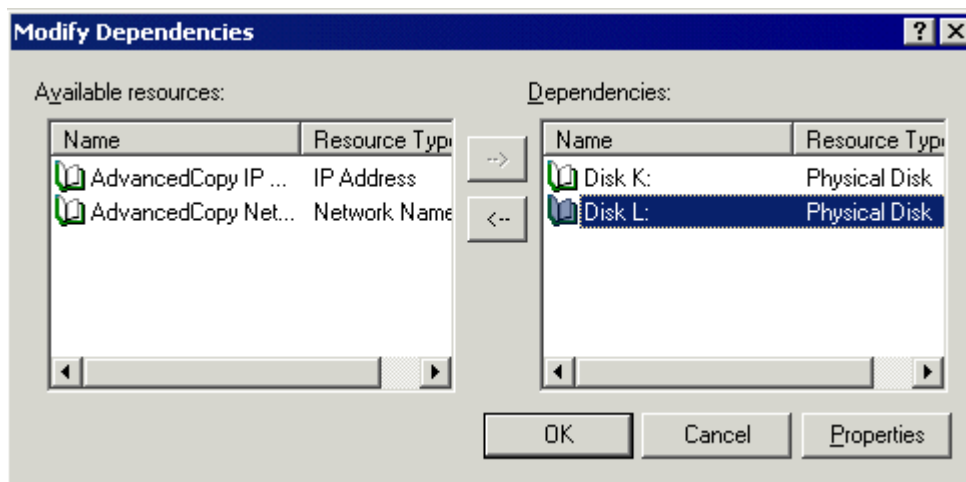 Modify Dependencies
Available resources:
Name Resource Typ
AdvancedCopy IP ... IP Address
AdvancedCopy Net... Network Name
-->
<--
Dependencies:
Name Resource Typ
Disk K: Physical Disk
Disk L: Physical Disk
OK Cancel Properties